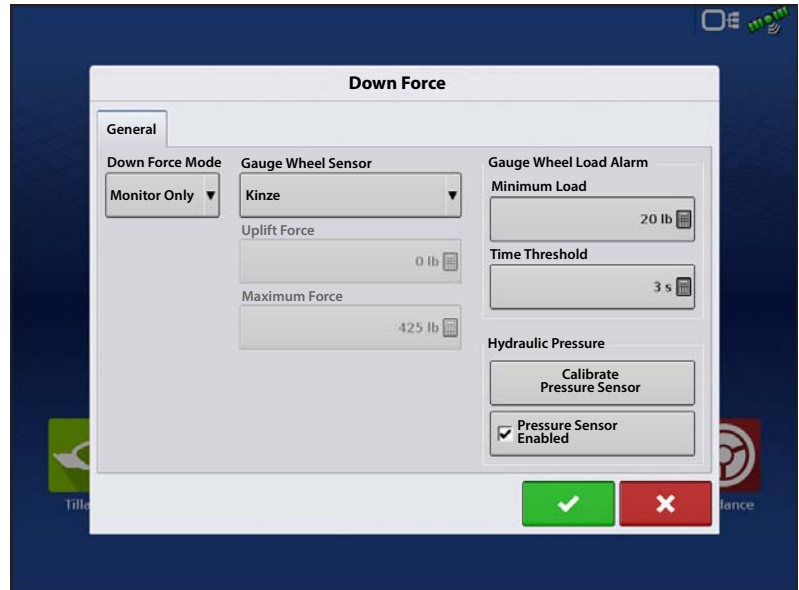 Down Force
General
Down Force Mode
Monitor Only
Gauge Wheel Sensor
Kinze
Uplift Force
0 lb
Maximum Force
425 lb
Gauge Wheel Load Alarm
Minimum Load
20 lb
Time Threshold
3 s
Hydraulic Pressure
Calibrate
Pressure Sensor
Pressure Sensor
Enabled
Tilla
dance